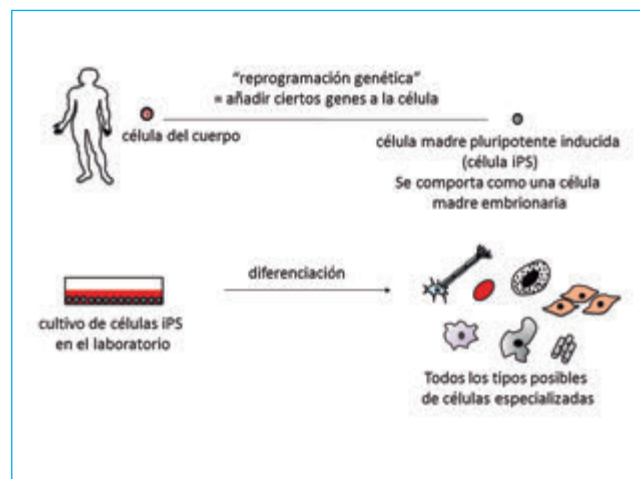 “reprogramación genética”
= añadir ciertos genes a la célula
célula del cuerpo
célula madre pluripotente inducida
(célula iPS)
Se comporta como una célula
madre embrionaria
diferenciación
cultivo de células iPS
en el laboratorio
Todos los tipos posibles
de células especializadas